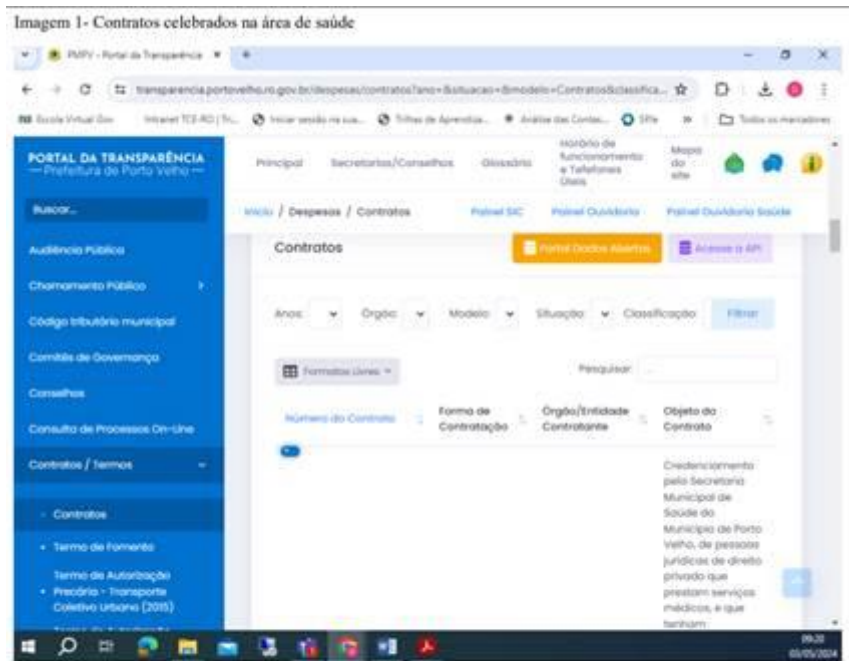 Imagem 1- Contratos celebrados na área de saúde
PMPV - Portal da Transparência
transparencia.portovelho.ro.gov.br/despesas/contratos?ano=&situacao=&modelo=Contratos&classifica...
Escola Virtual Gov
Intranet TCE-RO | Tri...
Iniciar sessão na sua...
Trilhas de Aprendiza...
Análise das Contas...
Todos os marcadores
PORTAL DA TRANSPARÊNCIA
Prefeitura de Porto Velho
Principal
Secretarias/Conselhos
Glossário
Horário de
funcionamento
e Telefones
Úteis
Mapa
do
site
Buscar...
Início / Despesas / Contratos
Painel SIC
Painel Ouvidoria
Painel Ouvidoria Saúde
Audiência Pública
Chamamento Público
Código tributário municipal
Comitês de Governança
Conselhos
Consulta de Processos On-Line
Contratos / Termos
Contratos
Termo de Fomento
Termo de Autorização
Precária - Transporte
Coletivo Urbano (2015)
Contratos
Portal Dados Abertos
Acesse a API
Anos:
Órgão:
Modelo:
Situação:
Classificação:
Filtrar
Formatos Livres
Pesquisar:
Número do Contrato
Forma de
Contratação
Órgão/Entidade
Contratante
Objeto do
Contrato
Credenciamento
pela Secretaria
Municipal de
Saúde do
Município de Porto
Velho, de pessoas
jurídicas de direito
privado que
prestam serviços
médicos, e que
tenham
09:20
03/05/2024